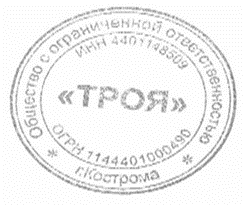 Общество с ограниченной ответственностью
ИНН 4401148509
«ТРОЯ»
ОГРН 1144401000490
* г.Кострома *